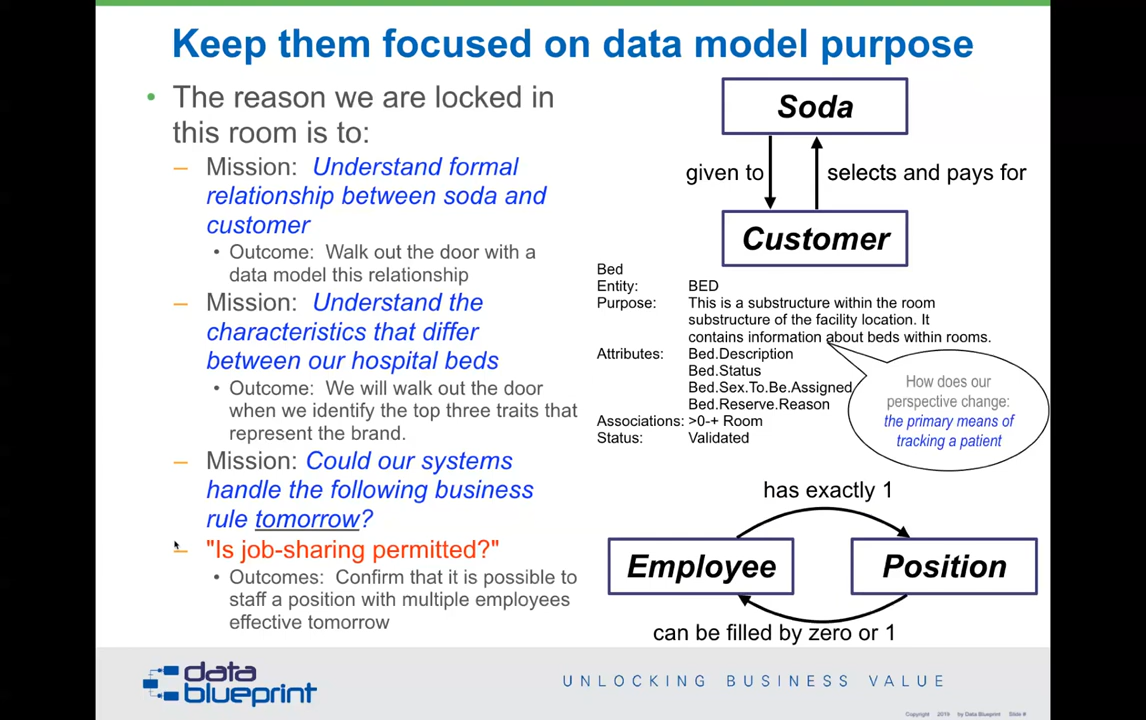 Keep them focused on data model purpose
• The reason we are locked in
this room is to:
– Mission: Understand formal
relationship between soda and
customer
• Outcome: Walk out the door with a
data model this relationship
– Mission: Understand the
characteristics that differ
between our hospital beds
• Outcome: We will walk out the door
when we identify the top three traits that
represent the brand.
– Mission: Could our systems
handle the following business
rule tomorrow?
– "Is job-sharing permitted?"
• Outcomes: Confirm that it is possible to
staff a position with multiple employees
effective tomorrow
Soda
given to
selects and pays for
Customer
Bed
Entity: BED
Purpose: This is a substructure within the room
substructure of the facility location. It
contains information about beds within rooms.
Attributes: Bed.Description
Bed.Status
Bed.Sex.To.Be.Assigned
Bed.Reserve.Reason
Associations: >0-+ Room
Status: Validated
How does our
perspective change:
the primary means of
tracking a patient
has exactly 1
Employee
Position
can be filled by zero or 1
data
blueprint
UNLOCKING BUSINESS VALUE
Copyright 2019 by Data Blueprint Slide #